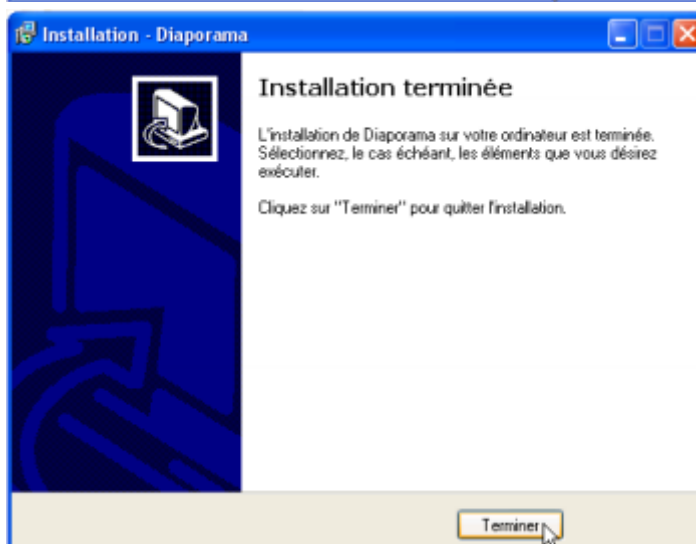 Installation - Diaporama
Installation terminée
L'installation de Diaporama sur votre ordinateur est terminée.
Sélectionnez, le cas échéant, les éléments que vous désirez
exécuter.
Cliquez sur "Terminer" pour quitter l'installation.
Terminer